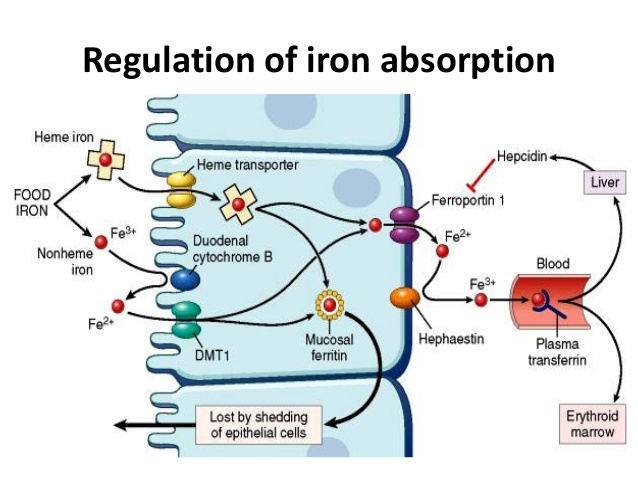 Regulation of iron absorption
Heme iron
FOOD
IRON
Fe³⁺
Nonheme
iron
Fe²⁺
Heme transporter
Duodenal
cytochrome B
DMT1
Mucosal
ferritin
Lost by shedding
of epithelial cells
Hepcidin
Liver
Ferroportin 1
Fe²⁺
Hephaestin
Fe³⁺
Blood
Plasma
transferrin
Erythroid
marrow